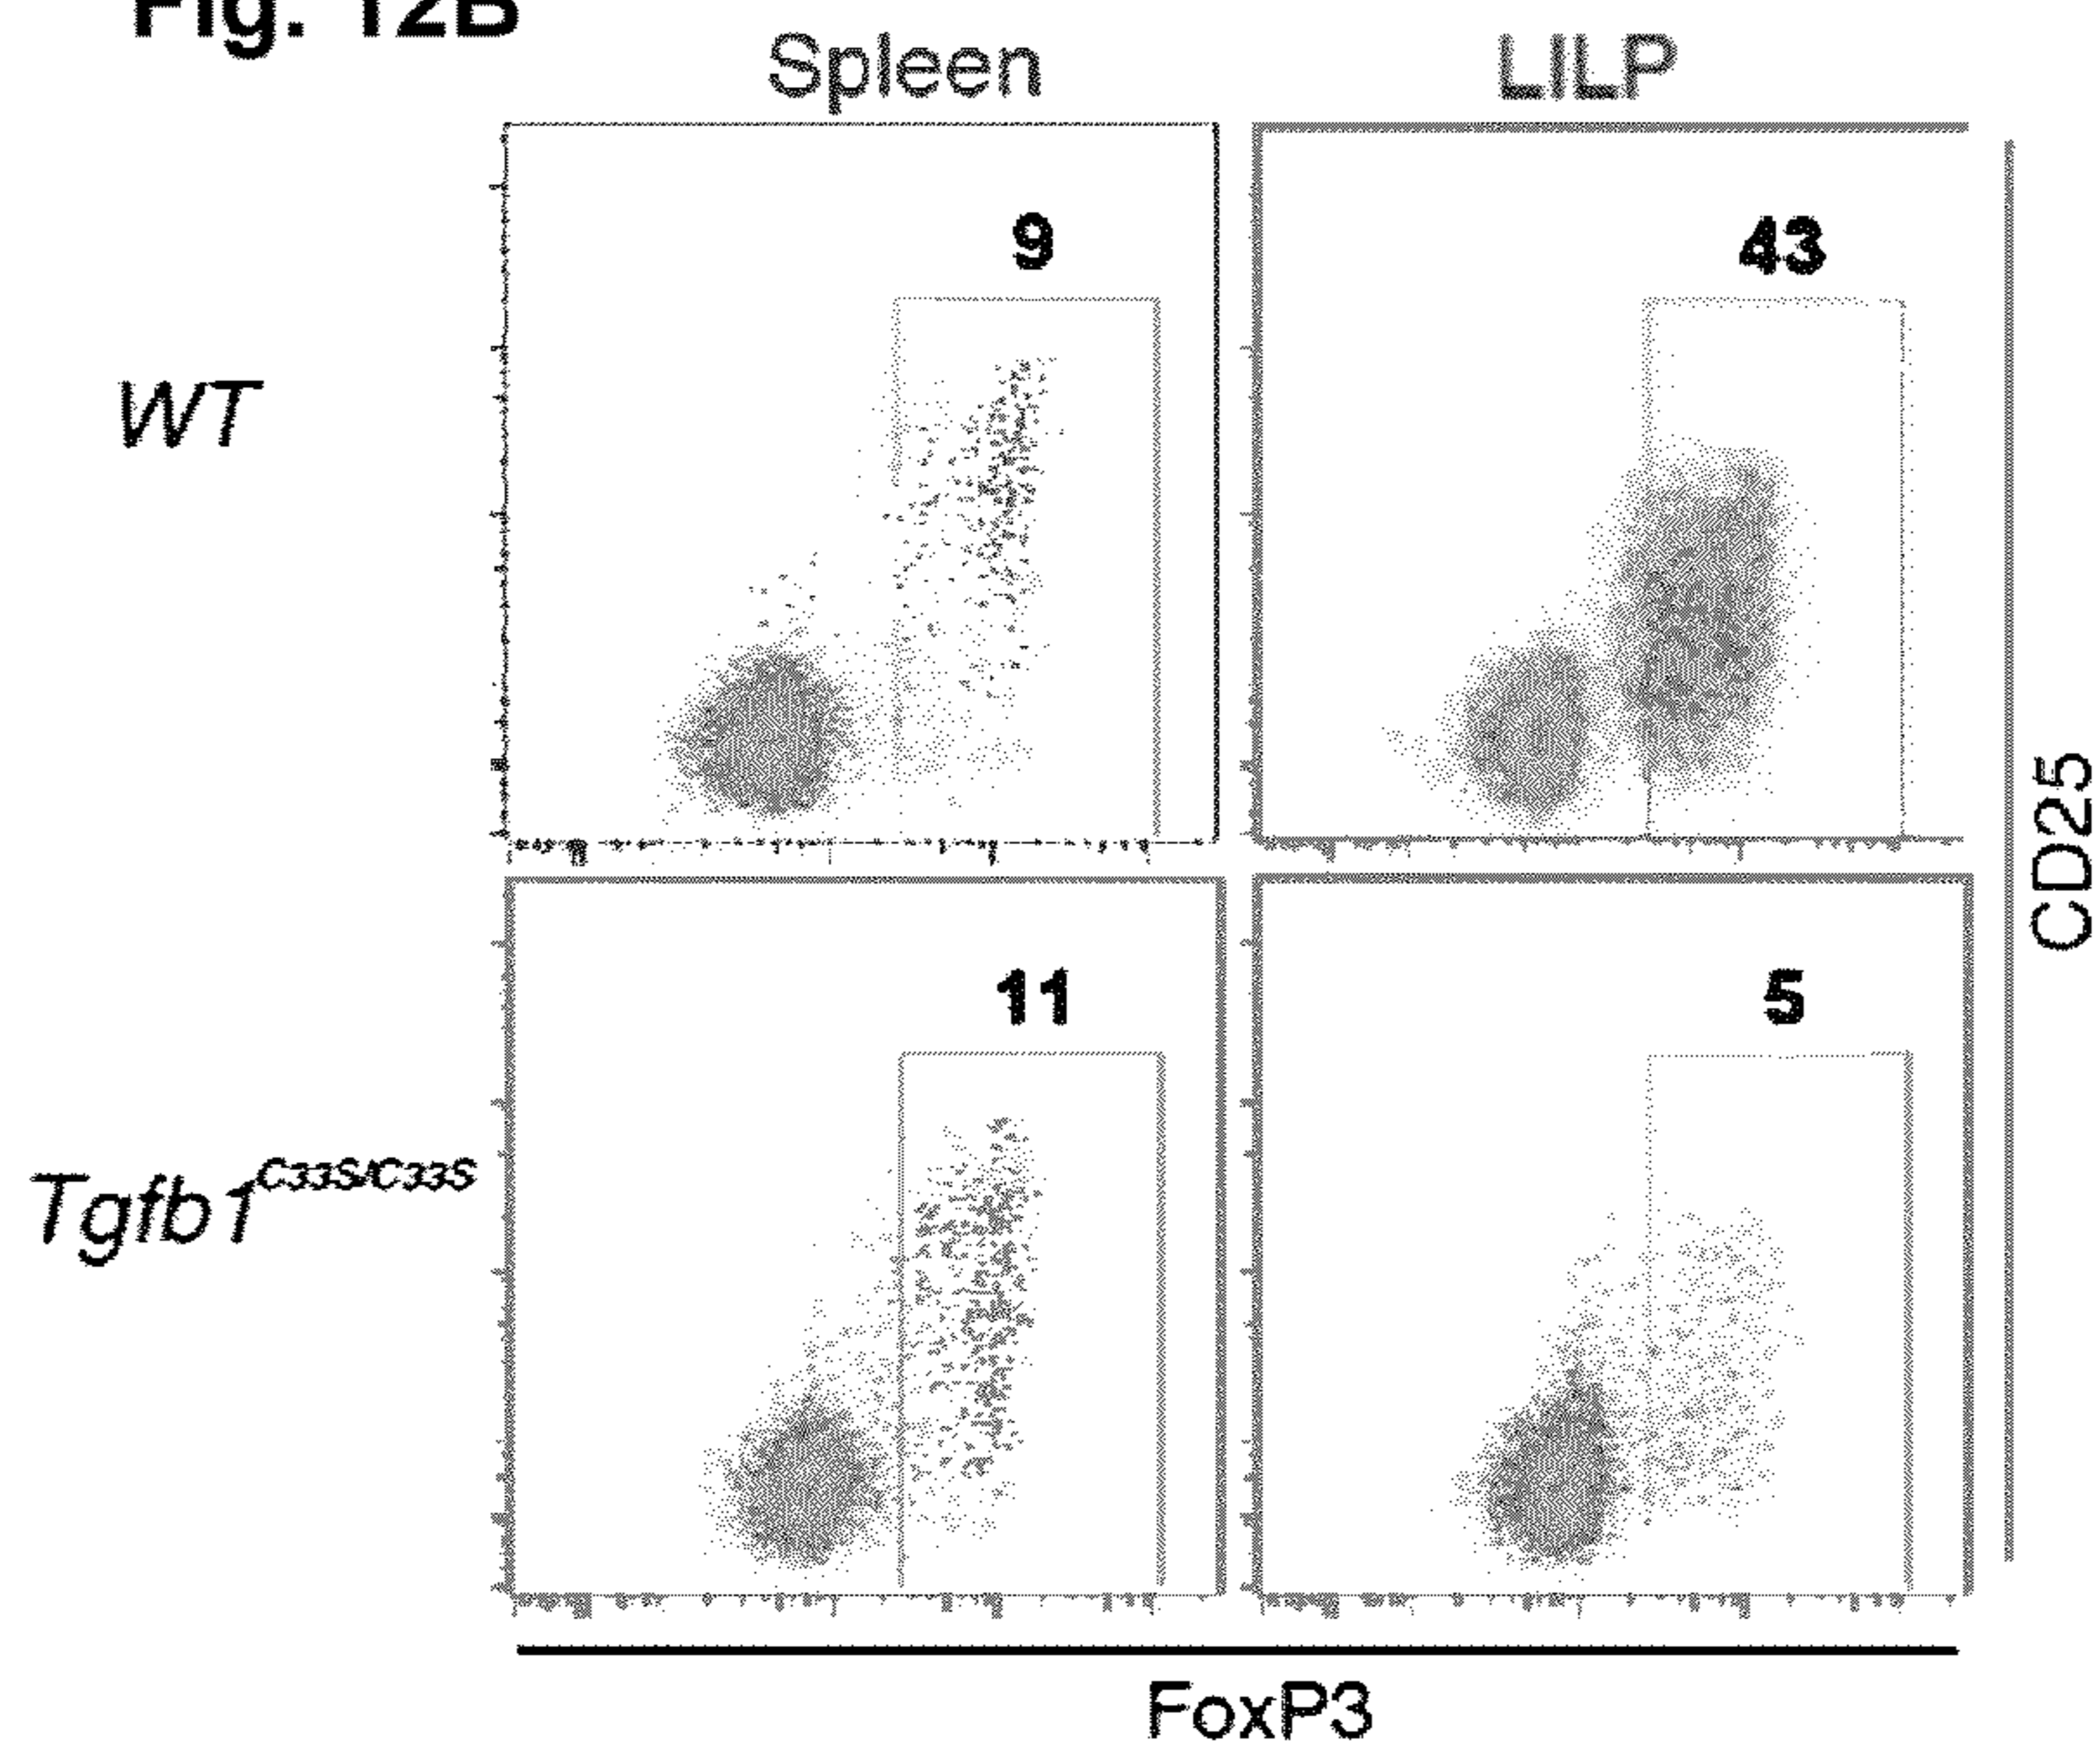 Fig. 12B
Spleen LILP
9 43
WT
CD25
11 5
Tgfb1C33S/C33S
FoxP3